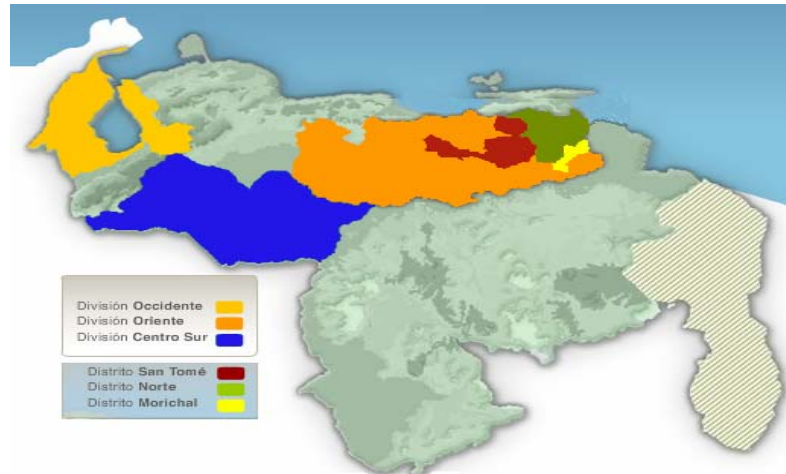 División Occidente
División Oriente
División Centro Sur
Distrito San Tomé
Distrito Norte
Distrito Morichal